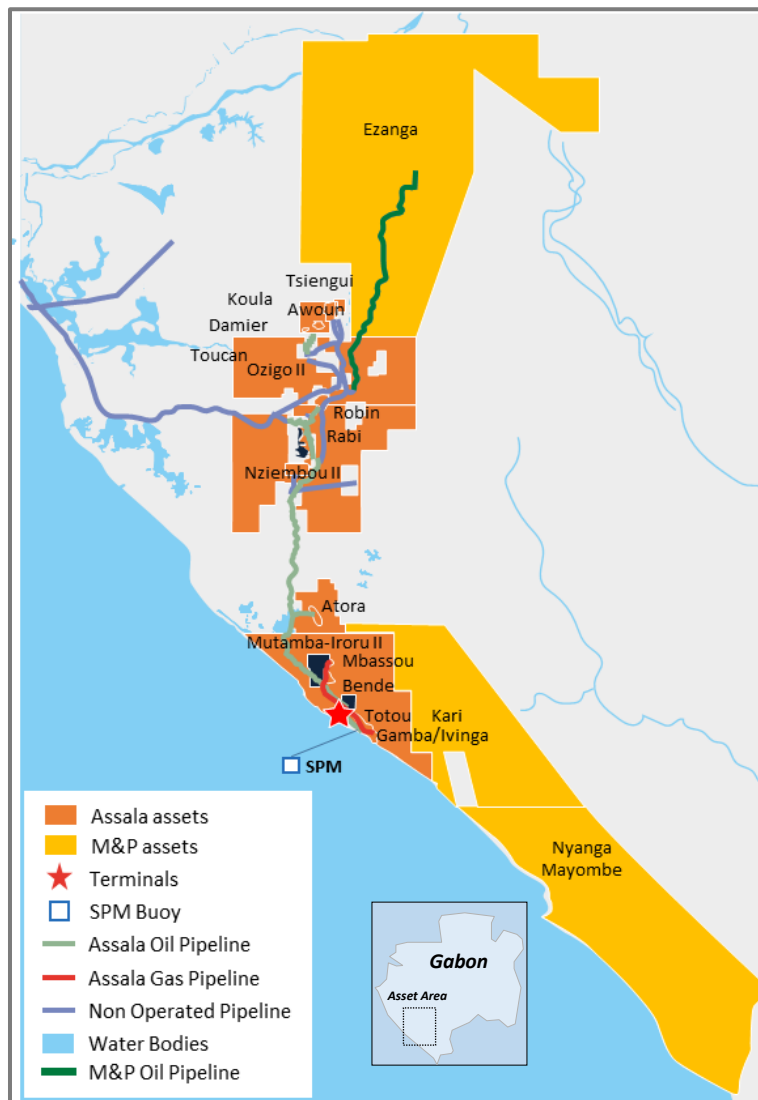 Ezanga
Tsiengui
Koula
Awoun
Damier
Toucan
Ozigo II
Robin
Rabi
Nziembou II
Atora
Mutamba-Iroru II
Mbassou
Bende
Totou
Kari
Gamba/Ivinga
SPM
Nyanga
Mayombe
Assala assets
M&P assets
Terminals
SPM Buoy
Assala Oil Pipeline
Assala Gas Pipeline
Non Operated Pipeline
Water Bodies
M&P Oil Pipeline
Gabon
Asset Area